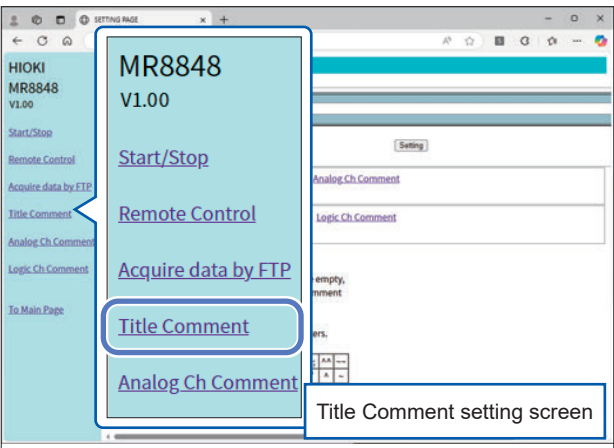 SETTING PAGE
HIOKI
MR8848
V1.00
Start/Stop
Remote Control
Acquire data by FTP
Title Comment
Analog Ch Comment
Logic Ch Comment
To Main Page
MR8848
V1.00
Start/Stop
Remote Control
Acquire data by FTP
Title Comment
Analog Ch Comment
Setting
Analog Ch Comment
Logic Ch Comment
empty,
mment
ers.
Title Comment setting screen